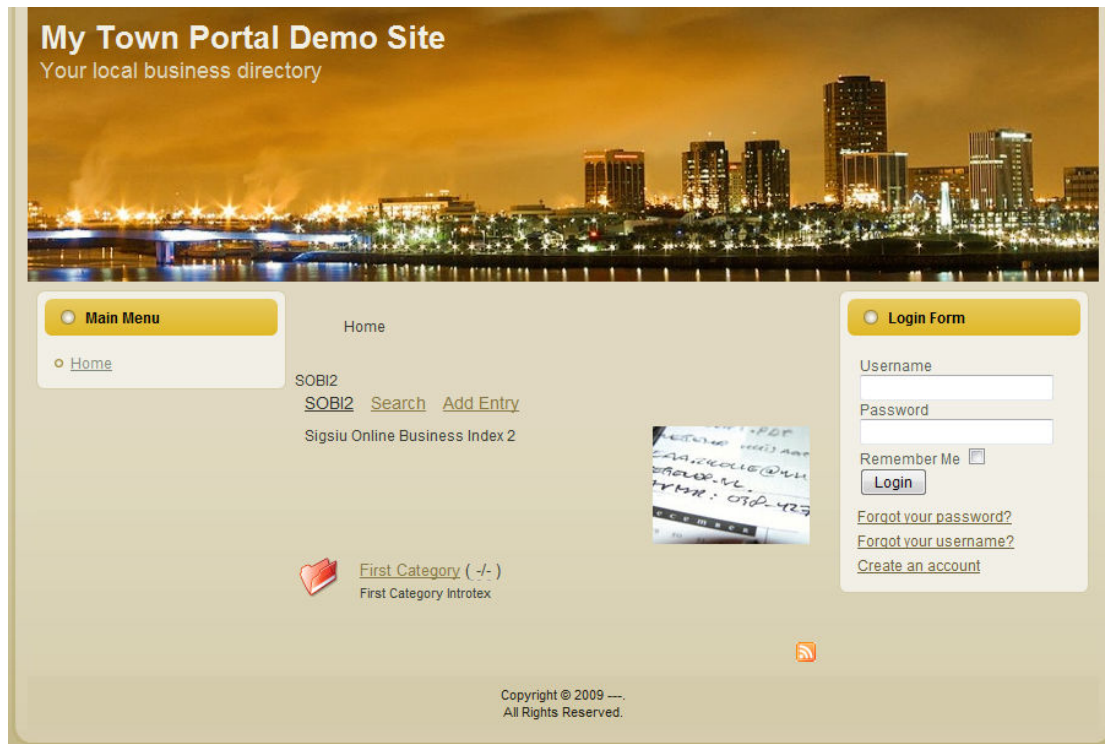 My Town Portal Demo Site
Your local business directory
Main Menu
Home
Home
SOBI2
SOBI2 Search Add Entry
Sigsiu Online Business Index 2
First Category ( -/- )
First Category Introtex
Login Form
Username
Password
Remember Me
Login
Forgot your password?
Forgot your username?
Create an account
Copyright © 2009 ---.
All Rights Reserved.